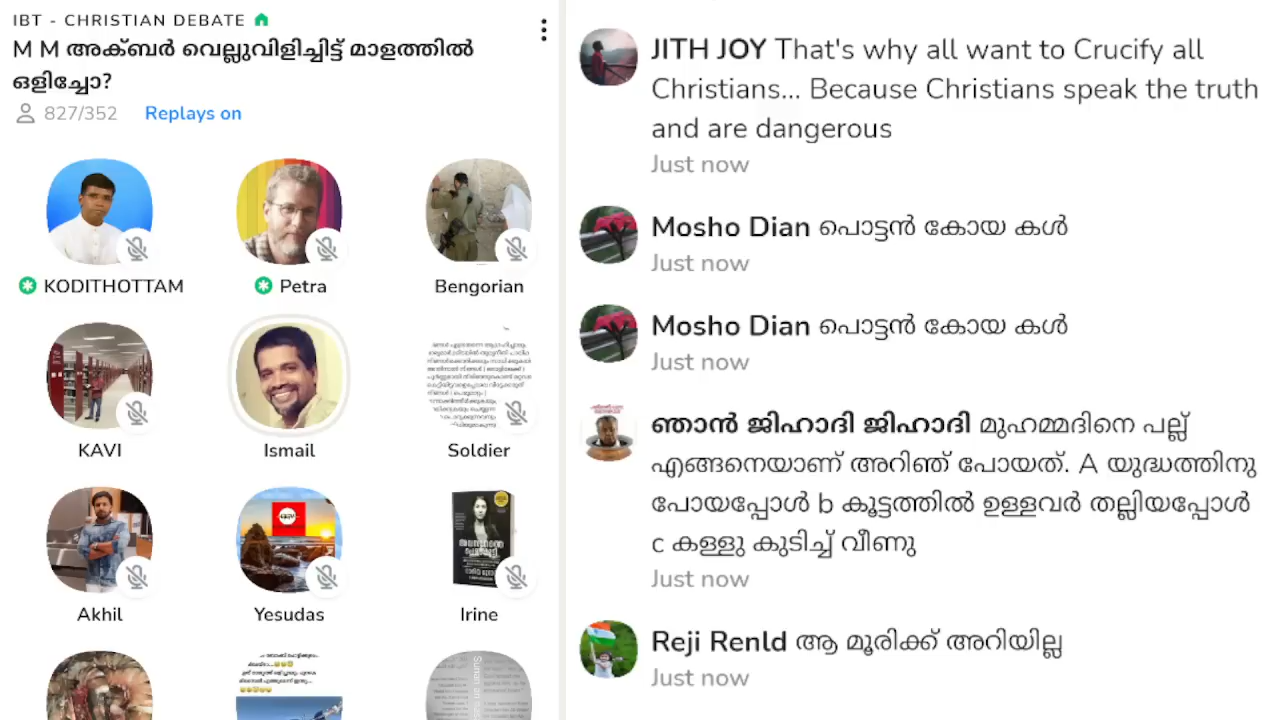 IBT - CHRISTIAN DEBATE
M M അക്ബർ വെല്ലുവിളിച്ചിട്ട് മാളത്തിൽ
ഒളിച്ചോ?
827/352 Replays on
KODITHOTTAM
Petra
Bengorian
KAVI
Ismail
Soldier
Akhil
Yesudas
Irine
JITH JOY That's why all want to Crucify all
Christians... Because Christians speak the truth
and are dangerous
Just now
Mosho Dian പൊട്ടൻ കോയ കൾ
Just now
Mosho Dian പൊട്ടൻ കോയ കൾ
Just now
ഞാൻ ജിഹാദി ജിഹാദി മുഹമ്മദിനെ പല്ല്
എങ്ങനെയാണ് അറിഞ് പോയത്. A യുദ്ധത്തിനു
പോയപ്പോൾ b കൂട്ടത്തിൽ ഉള്ളവർ തല്ലിയപ്പോൾ
c കള്ളു കുടിച്ച് വീണു
Just now
Reji Renld ആ മൂരിക്ക് അറിയില്ല
Just now